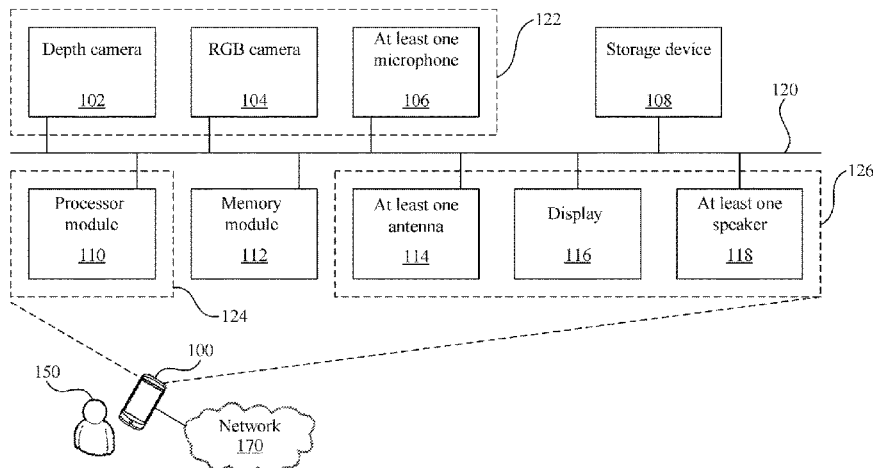 Depth camera
102
RGB camera
104
At least one
microphone
106
122
Storage device
108
120
Processor
module
110
Memory
module
112
At least one
antenna
114
Display
116
At least one
speaker
118
126
124
100
150
Network
170